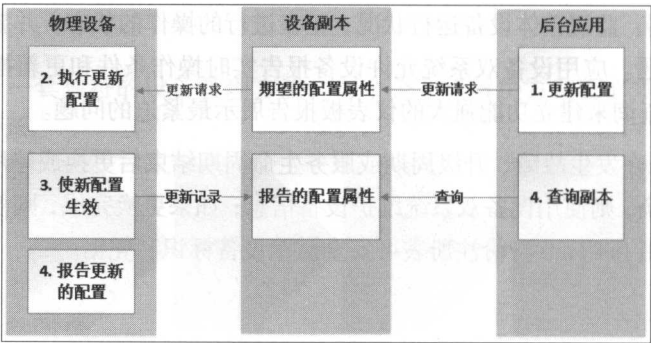 物理设备
设备副本
后台应用
2. 执行更新
配置
更新请求
期望的配置属性
更新请求
1. 更新配置
3. 使新配置
生效
更新记录
报告的配置属性
查询
4. 查询副本
4. 报告更新
的配置